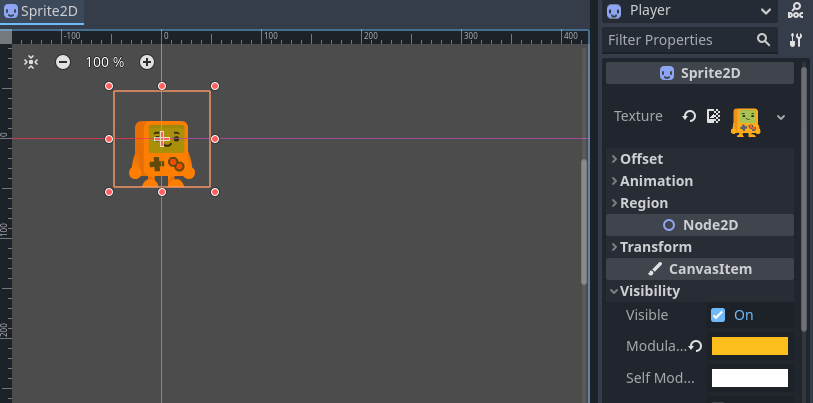 Sprite2D
Player
DOC
-100 0 100 200 300 400
100 %
Filter Properties
Sprite2D
Texture
0
Offset
Animation
Region
100
Node2D
Transform
CanvasItem
Visibility
Visible
On
200
Modula...
Self Mod...